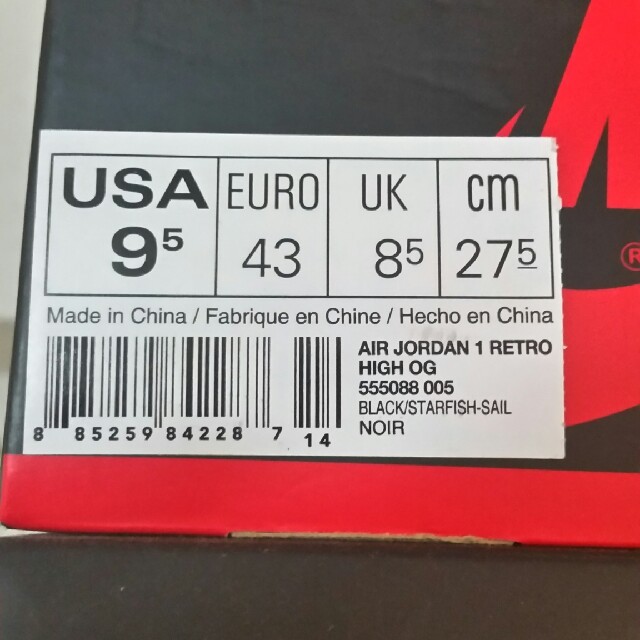 USA EURO UK cm
9⁵ 43 8⁵ 27⁵
Made in China / Fabrique en Chine / Hecho en China
AIR JORDAN 1 RETRO
HIGH OG
555088 005
BLACK/STARFISH-SAIL
NOIR
8 85259 84228 7 14
®